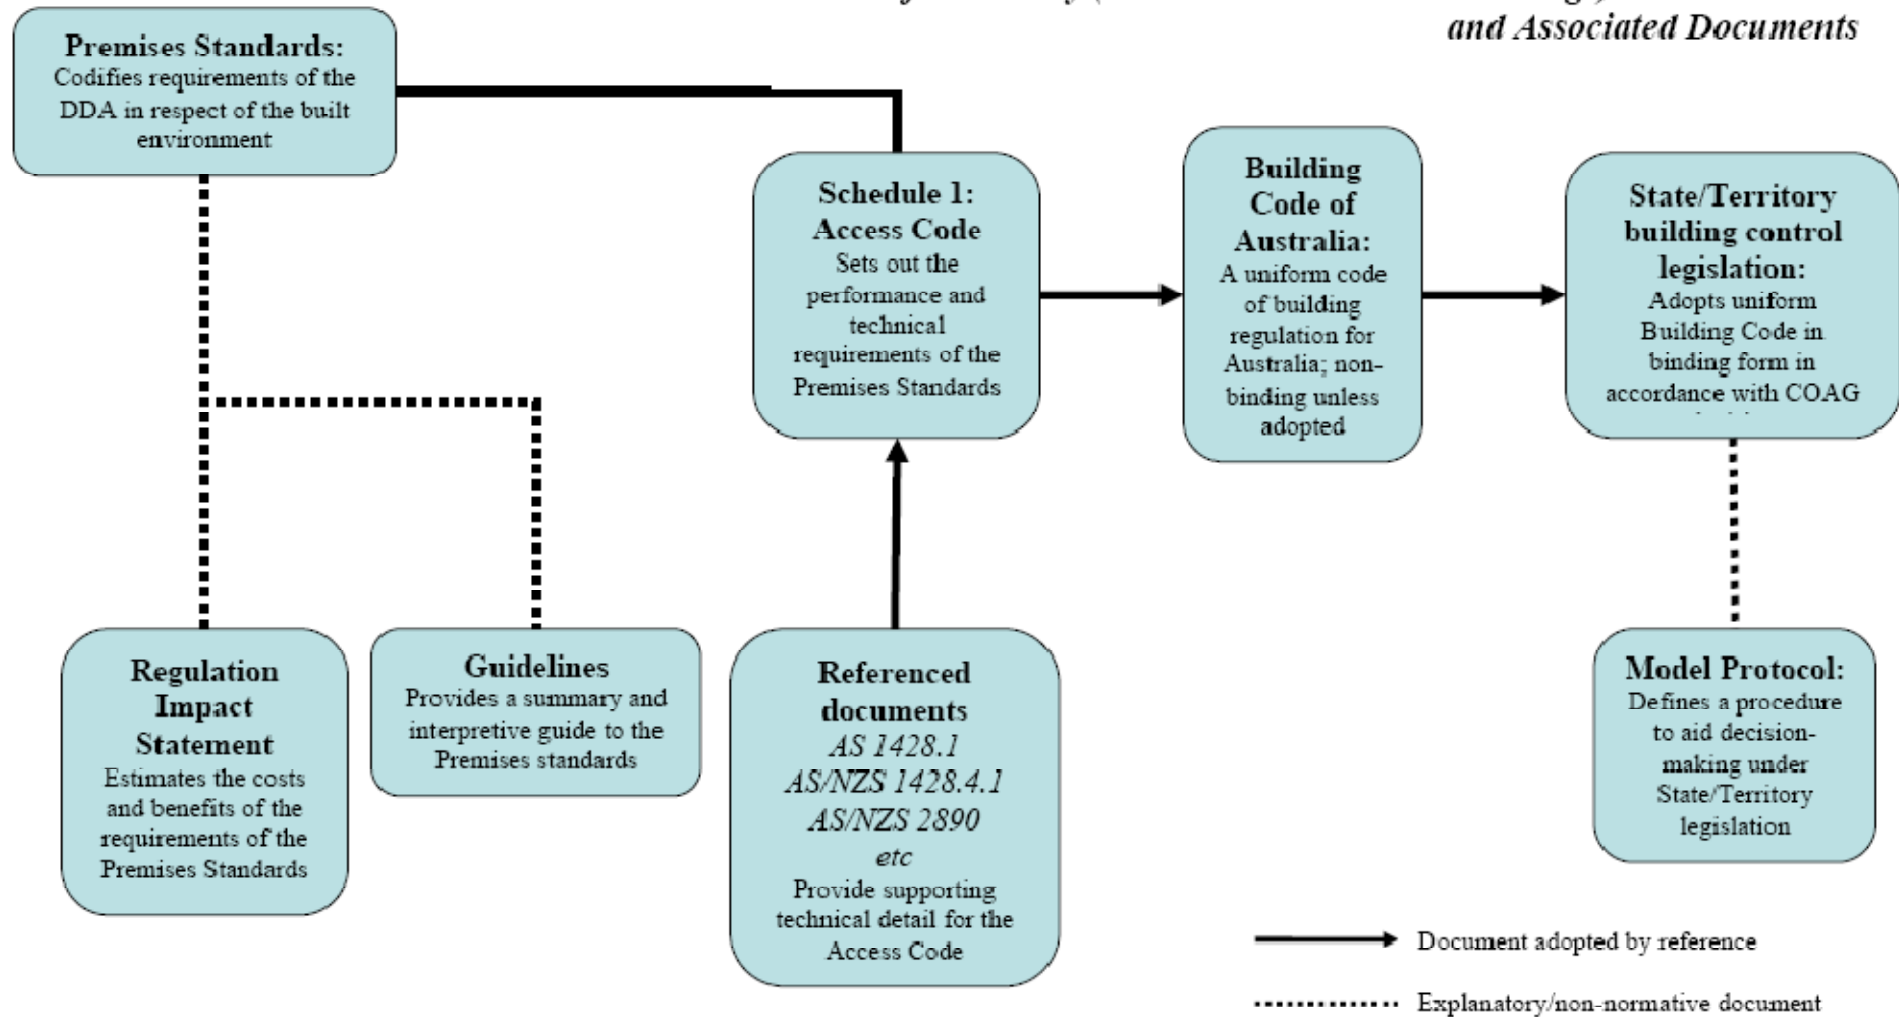 and Associated Documents
Premises Standards:
Codifies requirements of the
DDA in respect of the built
environment
Schedule 1:
Access Code
Sets out the
performance and
technical
requirements of the
Premises Standards
Building
Code of
Australia:
A uniform code
of building
regulation for
Australia; non-
binding unless
adopted
State/Territory
building control
legislation:
Adopts uniform
Building Code in
binding form in
accordance with COAG
Regulation
Impact
Statement
Estimates the costs
and benefits of the
requirements of the
Premises Standards
Guidelines
Provides a summary and
interpretive guide to the
Premises standards
Referenced
documents
AS 1428.1
AS/NZS 1428.4.1
AS/NZS 2890
etc
Provide supporting
technical detail for the
Access Code
Model Protocol:
Defines a procedure
to aid decision-
making under
State/Territory
legislation
Document adopted by reference
Explanatory/non-normative document